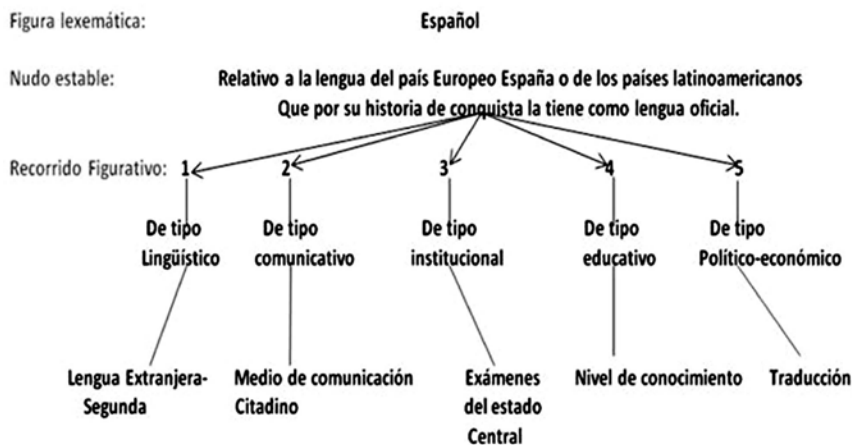 Figura lexemática: Español
Nudo estable: Relativo a la lengua del país Europeo España o de los países latinoamericanos
Que por su historia de conquista la tiene como lengua oficial.
Recorrido Figurativo: 1 2 3 4 5
De tipo De tipo De tipo De tipo De tipo
Lingüístico comunicativo institucional educativo Político-económico
Lengua Extranjera- Medio de comunicación Exámenes Nivel de conocimiento Traducción
Segunda Citadino del estado
Central